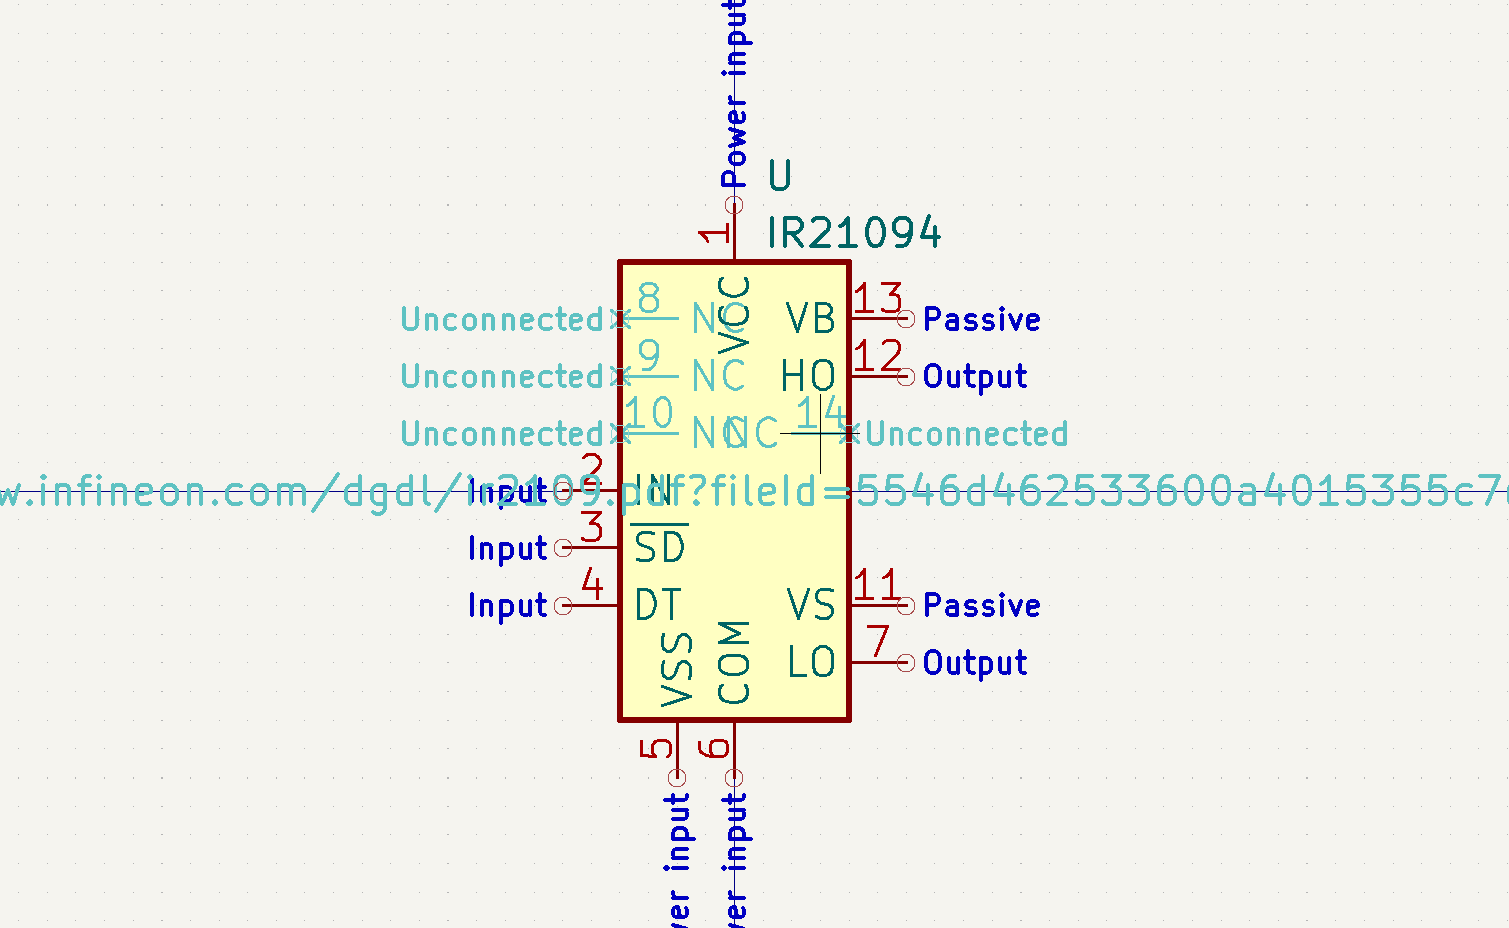 Power input
U
IR21094
1
VCC
Unconnected 8 NC VB 13 Passive
Unconnected 9 NC HO 12 Output
Unconnected 10 NC NC 14 Unconnected
Input 2 IN
w.infineon.com/dgdl/ir2109.pdf?fileId=5546d462533600a4015355c7
Input 3 SD
Input 4 DT VS 11 Passive
VSS COM LO 7 Output
5 6
wer input wer input